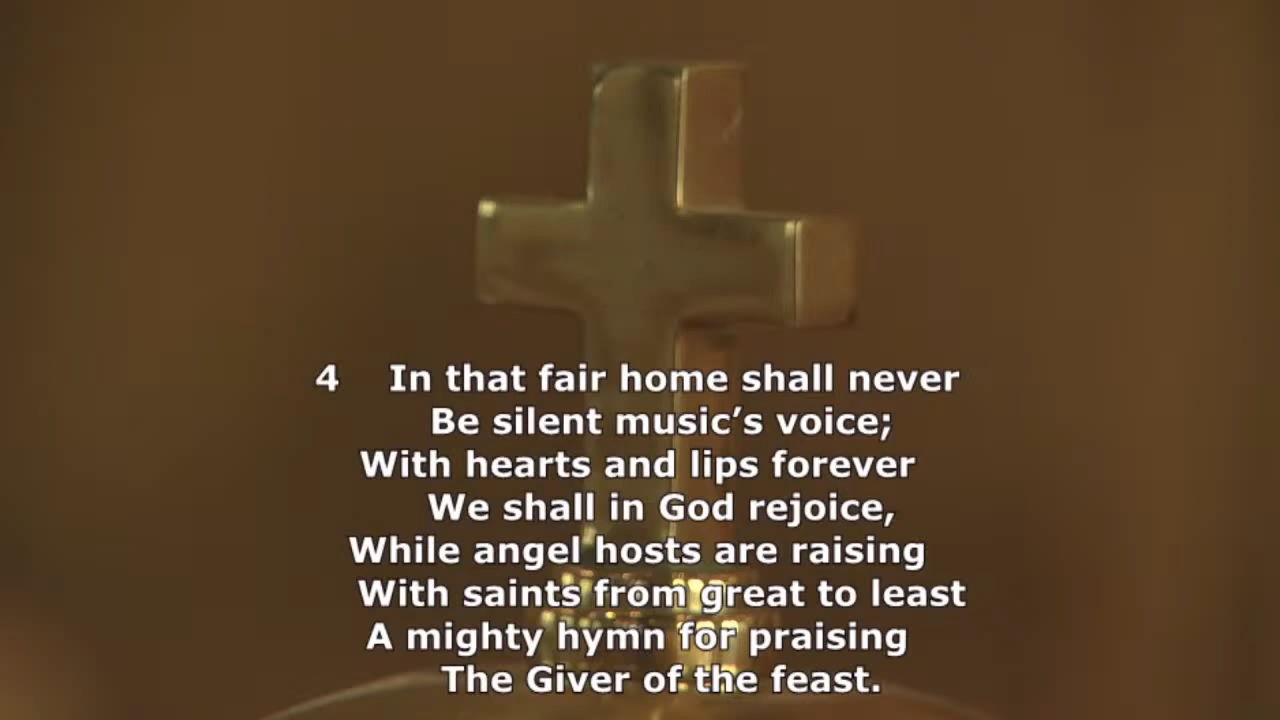 4 In that fair home shall never
Be silent music’s voice;
With hearts and lips forever
We shall in God rejoice,
While angel hosts are raising
With saints from great to least
A mighty hymn for praising
The Giver of the feast.